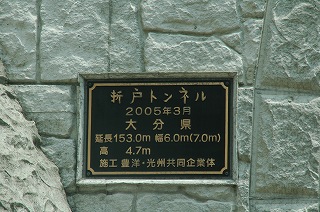 折戸トンネル
2005年3月
大分県
延長153.0m 幅6.0m(7.0m)
高 4.7m
施工 豊洋・光州共同企業体